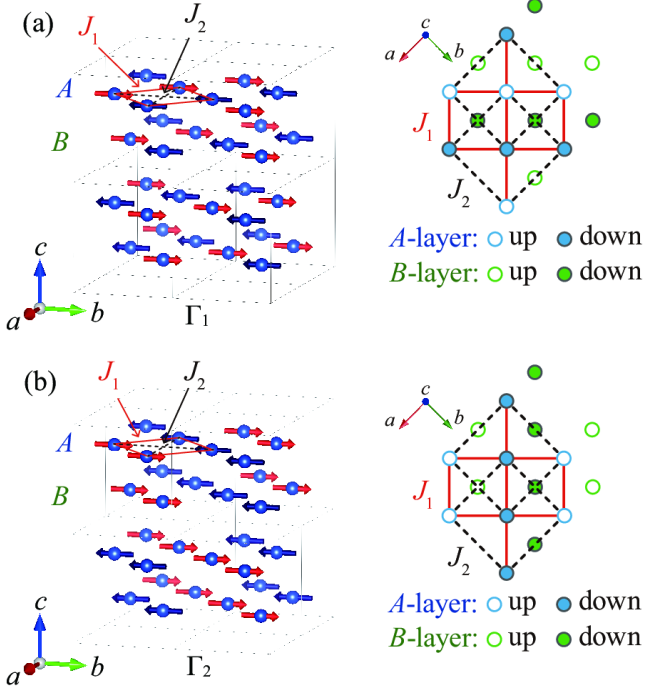 (a)
J1
J2
A
B
c
a
b
Γ1
c
a
b
J1
J2
A-layer: up down
B-layer: up down
(b)
J1
J2
A
B
c
a
b
Γ2
c
a
b
J1
J2
A-layer: up down
B-layer: up down